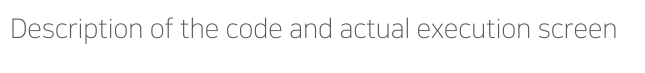 Description of the code and actual execution screen